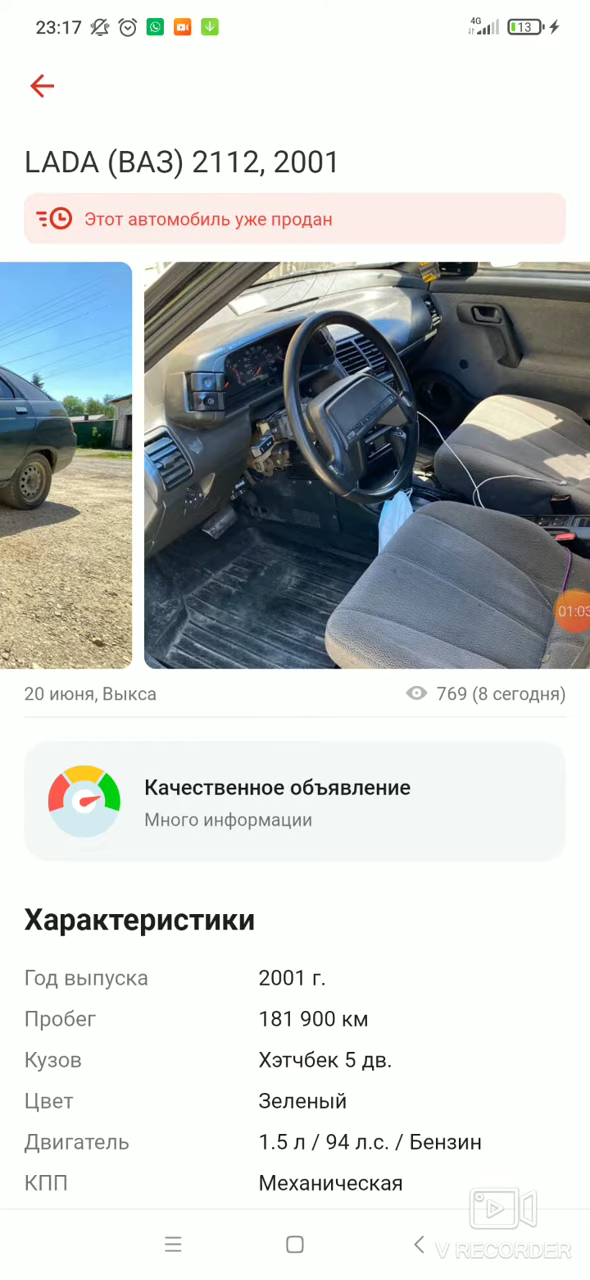 23:17
4G
13
LADA (ВАЗ) 2112, 2001
Этот автомобиль уже продан
01:03
20 июня, Выкса
769 (8 сегодня)
Качественное объявление
Много информации
Характеристики
Год выпуска 2001 г.
Пробег 181 900 км
Кузов Хэтчбек 5 дв.
Цвет Зеленый
Двигатель 1.5 л / 94 л.с. / Бензин
КПП Механическая
V RECORDER